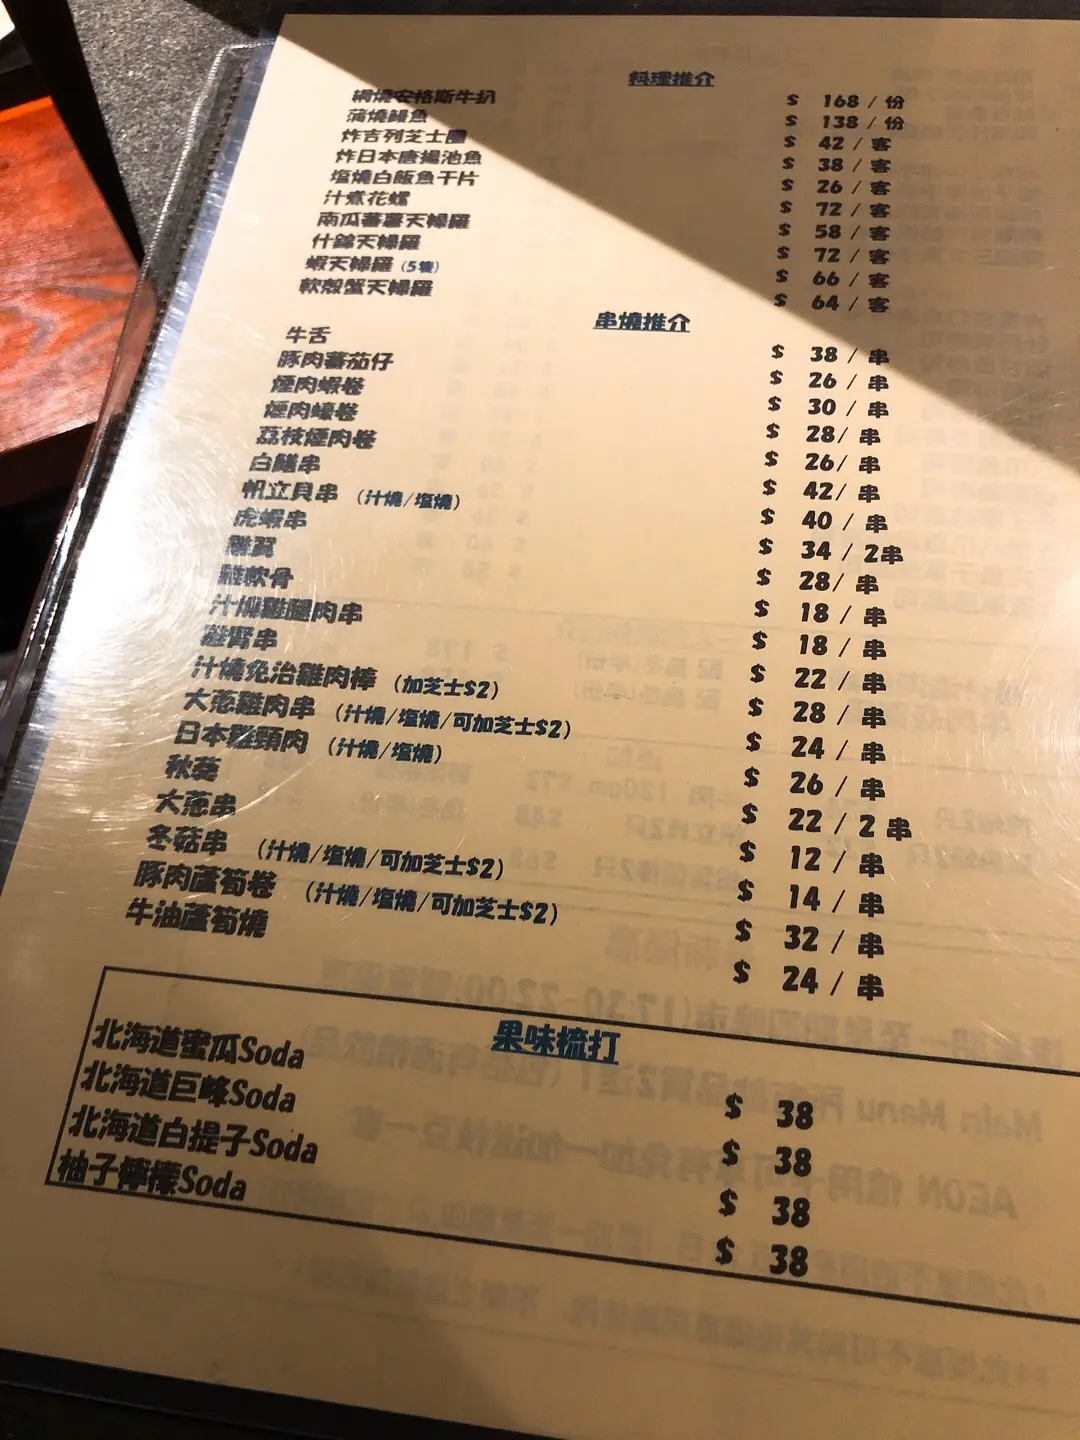 料理推介
網燒安格斯牛扒 $ 168 / 份
蒲燒鰻魚 $ 138 / 份
炸吉列芝士團 $ 42 / 客
炸日本唐揚池魚 $ 38 / 客
塩燒白飯魚干片 $ 26 / 客
汁煮花螺 $ 72 / 客
南瓜蕃薯天婦羅 $ 58 / 客
什錦天婦羅 $ 72 / 客
蝦天婦羅 (5隻) $ 66 / 客
軟殼蟹天婦羅 $ 64 / 客
串燒推介
牛舌 $ 38 / 串
豚肉蕃茄仔 $ 26 / 串
煙肉蝦卷 $ 30 / 串
煙肉蠔卷 $ 28/ 串
荔枝煙肉卷 $ 26/ 串
白鱔串 $ 42/ 串
帆立貝串 (汁燒/塩燒) $ 40 / 串
虎蝦串 $ 34 / 2串
雞翼 $ 28/ 串
雞軟骨 $ 18 / 串
汁燒雞腿肉串 $ 18 / 串
雞腎串 $ 22 / 串
汁燒免治雞肉棒 (加芝士$2) $ 28 / 串
大葱雞肉串 (汁燒/塩燒/可加芝士$2) $ 24 / 串
日本雞頸肉 (汁燒/塩燒) $ 26 / 串
秋葵 $ 22 / 2 串
大葱串 $ 12 / 串
冬菇串 (汁燒/塩燒/可加芝士$2) $ 14 / 串
豚肉蘆筍卷 (汁燒/塩燒/可加芝士$2) $ 32 / 串
牛油蘆筍燒 $ 24 / 串
果味梳打
北海道蜜瓜Soda $ 38
北海道巨峰Soda $ 38
北海道白提子Soda $ 38
柚子檸檬Soda $ 38